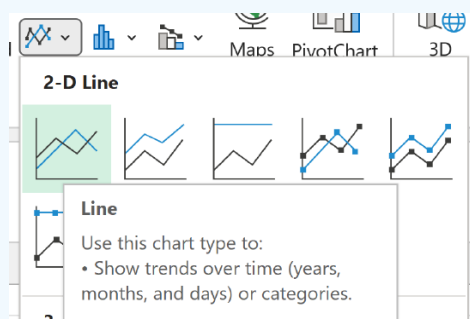 Maps PivotChart 3D
2-D Line
Line
Use this chart type to:
• Show trends over time (years,
months, and days) or categories.